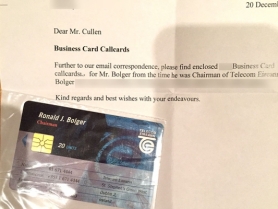 20 December
Dear Mr. Cullen
Business Card Callcards
Further to our email correspondence, please find enclosed Business Card
callcards for Mr. Bolger from the time he was Chairman of Telecom Eireann
Bolger
Kind regards and best wishes with your endeavours.
Ronald J. Bolger
Chairman
20